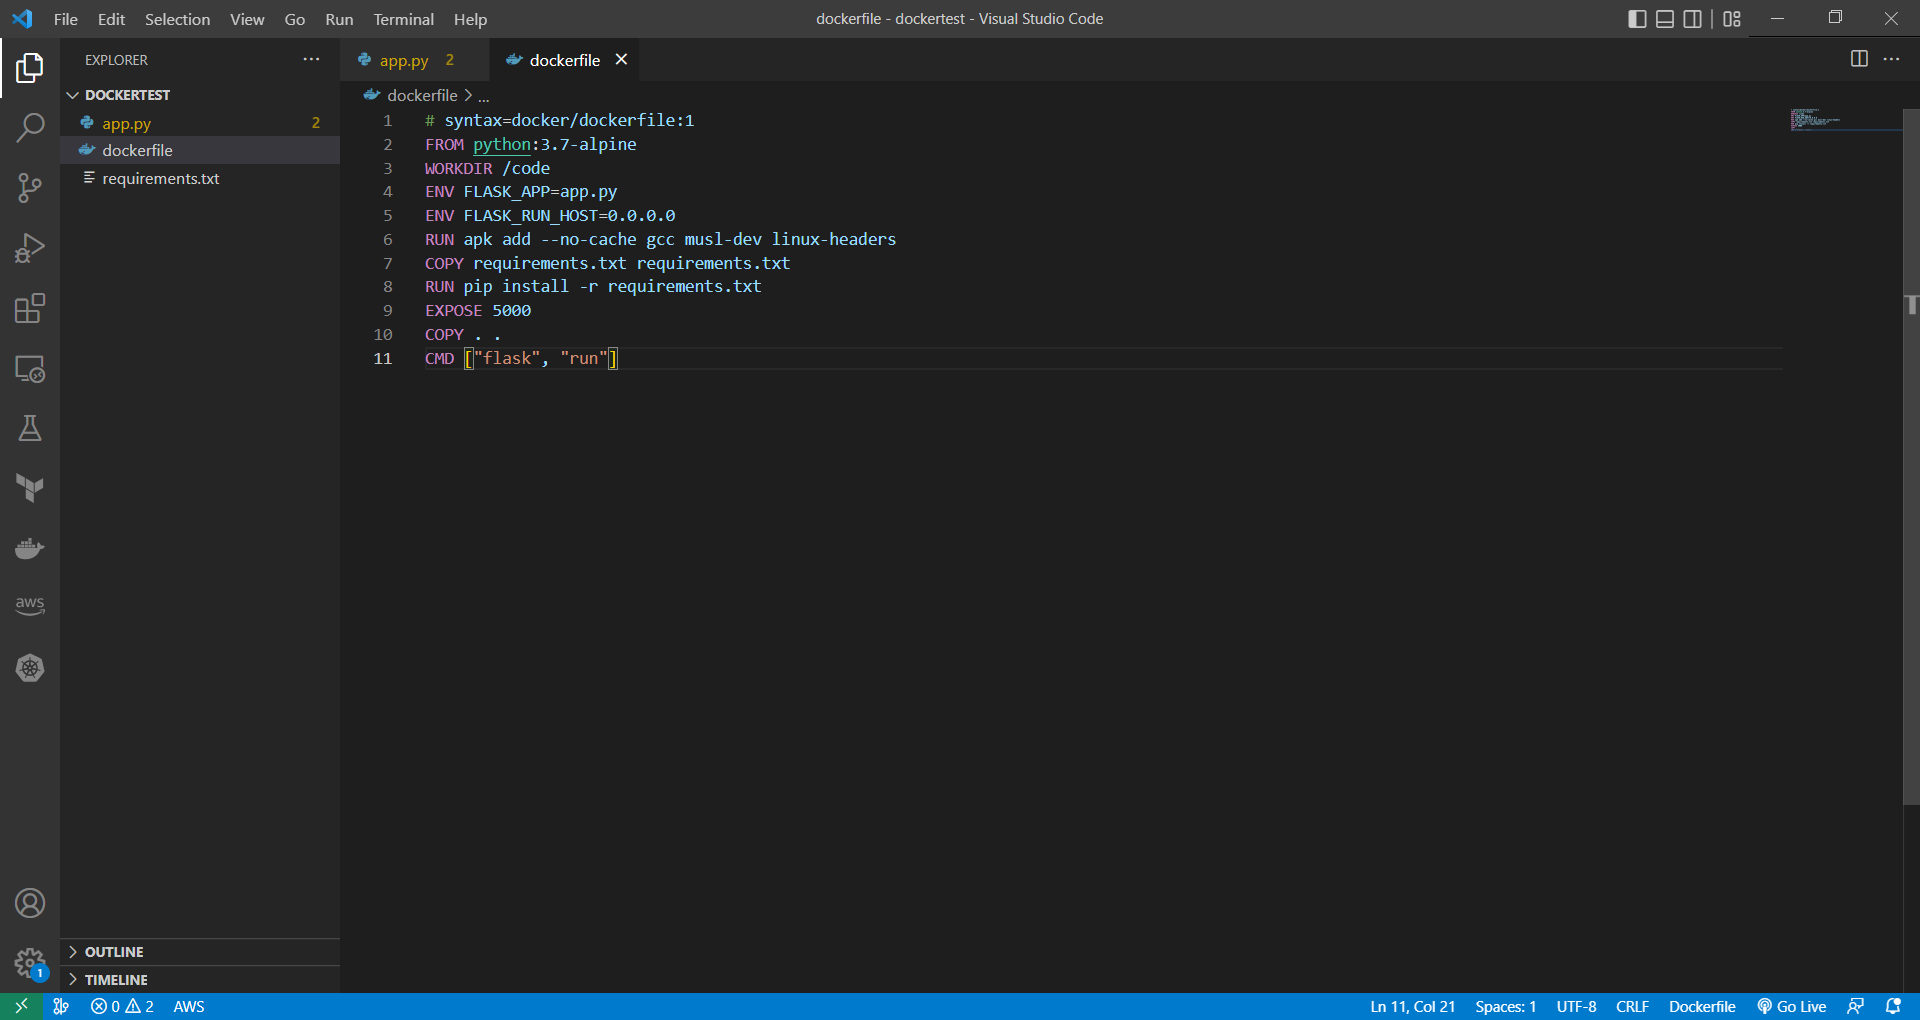 File Edit Selection View Go Run Terminal Help
dockerfile - dockertest - Visual Studio Code
EXPLORER
DOCKERTEST
app.py 2
dockerfile
requirements.txt
app.py 2
dockerfile
dockerfile > ...
1 # syntax=docker/dockerfile:1
2 FROM python:3.7-alpine
3 WORKDIR /code
4 ENV FLASK_APP=app.py
5 ENV FLASK_RUN_HOST=0.0.0.0
6 RUN apk add --no-cache gcc musl-dev linux-headers
7 COPY requirements.txt requirements.txt
8 RUN pip install -r requirements.txt
9 EXPOSE 5000
10 COPY . .
11 CMD ["flask", "run"]
aws
OUTLINE
TIMELINE
1
0 2 AWS
Ln 11, Col 21 Spaces: 1 UTF-8 CRLF Dockerfile Go Live